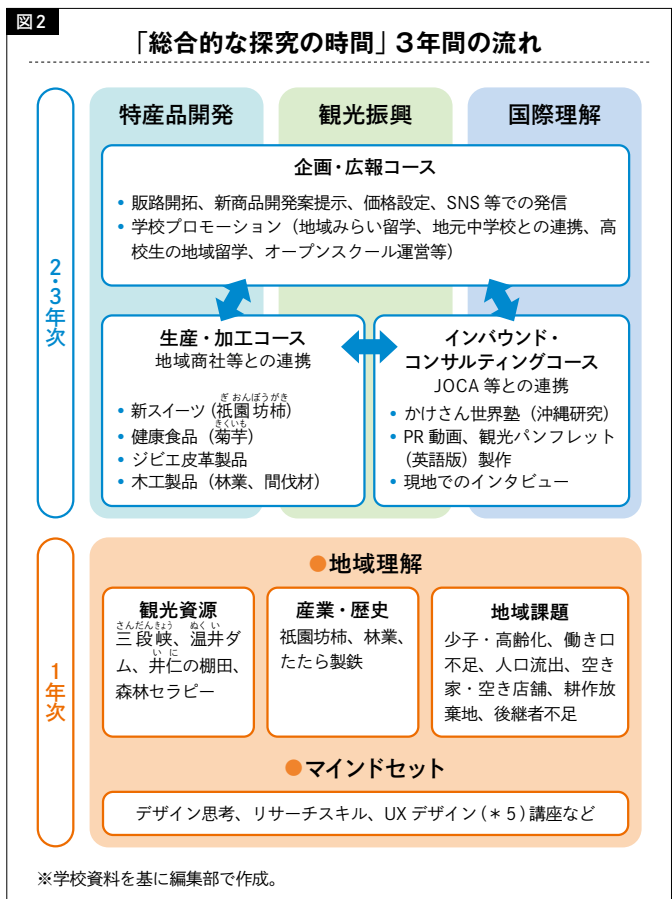 図2
「総合的な探究の時間」3年間の流れ
2・3年次
特産品開発
観光振興
国際理解
企画・広報コース
• 販路開拓、新商品開発案提示、価格設定、SNS 等での発信
• 学校プロモーション（地域みらい留学、地元中学校との連携、高
校生の地域留学、オープンスクール運営等）
生産・加工コース
地域商社等との連携
ぎおんぼうがき
• 新スイーツ（祇園坊柿）
きくいも
• 健康食品（菊芋）
• ジビエ皮革製品
• 木工製品（林業、間伐材）
インバウンド・
コンサルティングコース
JOCA 等との連携
• かけさん世界塾（沖縄研究）
• PR 動画、観光パンフレット
（英語版）製作
• 現地でのインタビュー
1年次
●地域理解
観光資源
さんだんきょう ぬくい
三段峡、温井ダ
いに
ム、井仁の棚田、
森林セラピー
産業・歴史
祇園坊柿、林業、
たたら製鉄
地域課題
少子・高齢化、働き口
不足、人口流出、空き
家・空き店舗、耕作放
棄地、後継者不足
●マインドセット
デザイン思考、リサーチスキル、UX デザイン（＊5）講座など
※学校資料を基に編集部で作成。